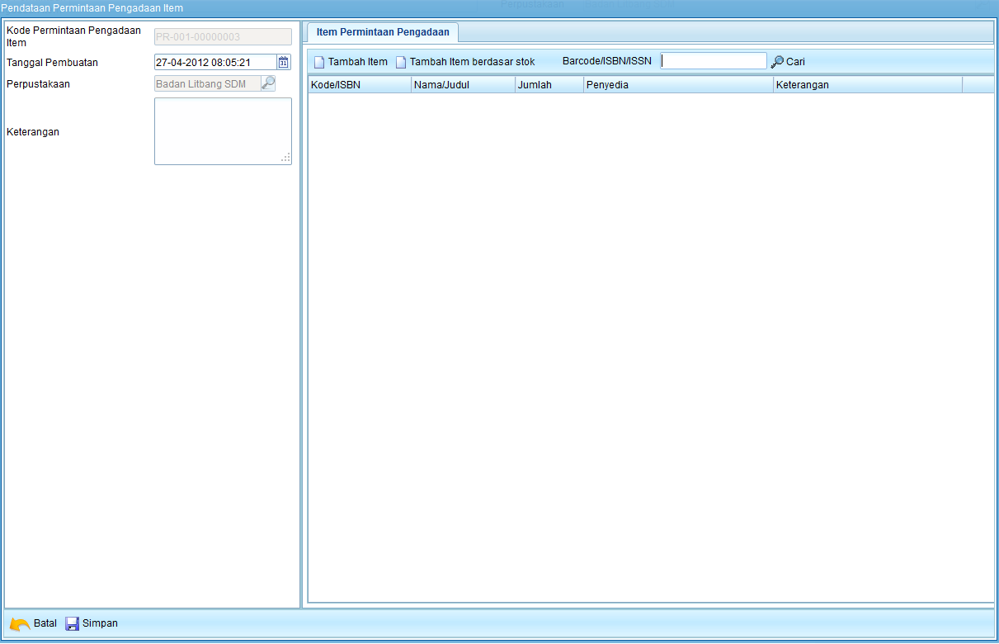 Pendataan Permintaan Pengadaan Item
Kode Permintaan Pengadaan
Item
PR-001-00000003
Tanggal Pembuatan
27-04-2012 08:05:21
31
Perpustakaan
Badan Litbang SDM
Keterangan
Item Permintaan Pengadaan
Tambah Item
Tambah Item berdasar stok
Barcode/ISBN/ISSN
Cari
Kode/ISBN
Nama/Judul
Jumlah
Penyedia
Keterangan
Batal
Simpan